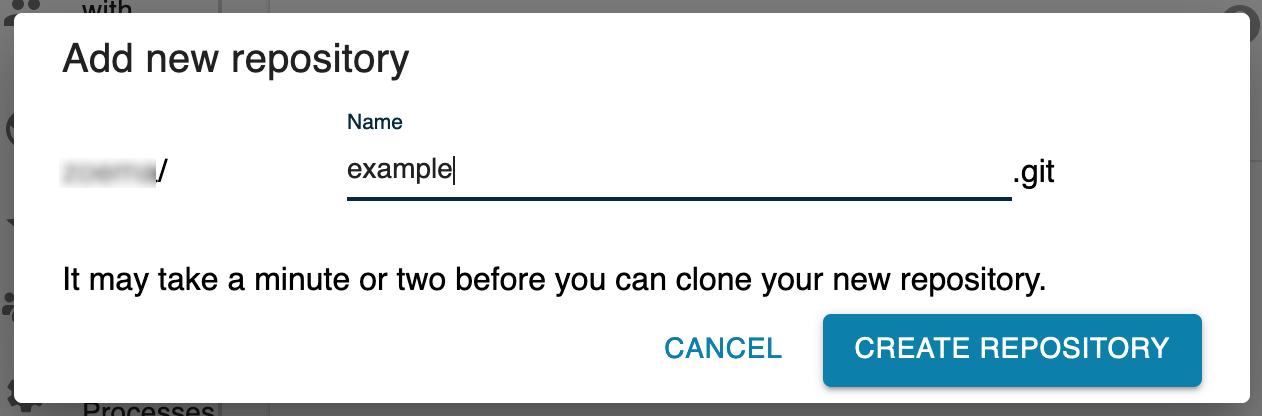 with
Add new repository
Name
/
example
.git
It may take a minute or two before you can clone your new repository.
CANCEL
CREATE REPOSITORY
Processes